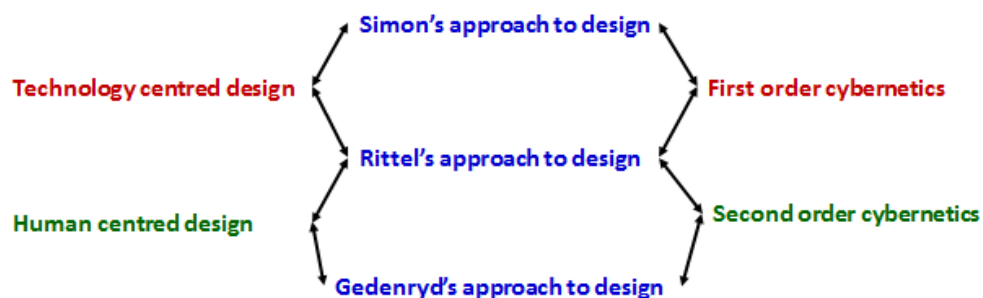 Simon's approach to design
Technology centred design
First order cybernetics
Rittel's approach to design
Human centred design
Second order cybernetics
Gedenryd's approach to design